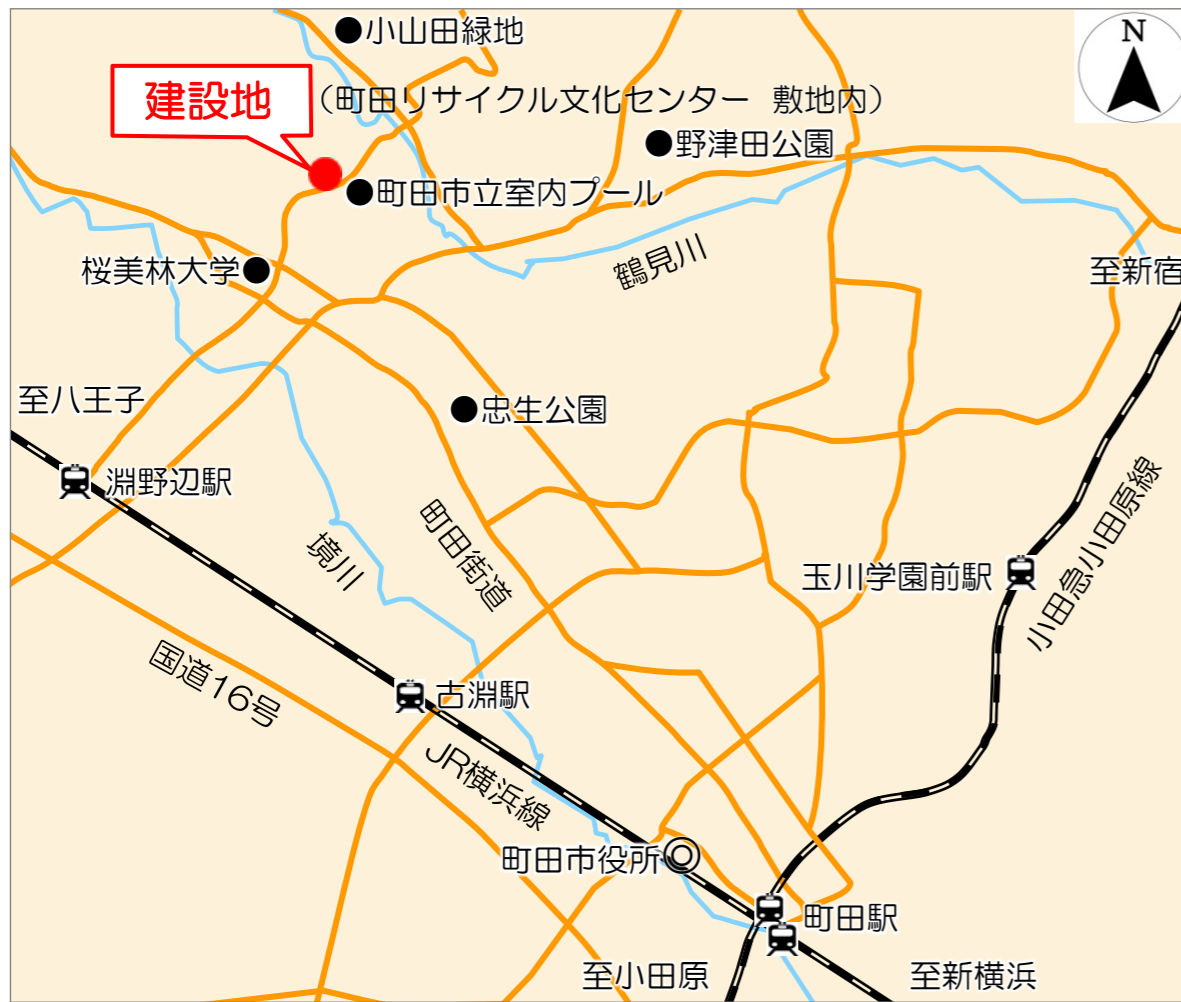 N
小山田緑地
建設地
（町田リサイクル文化センター 敷地内）
野津田公園
町田市立室内プール
鶴見川
桜美林大学
至新宿
至八王子
忠生公園
淵野辺駅
町田街道
境川
小田急小田原線
玉川学園前駅
国道16号
古淵駅
JR横浜線
町田市役所
町田駅
至小田原
至新横浜